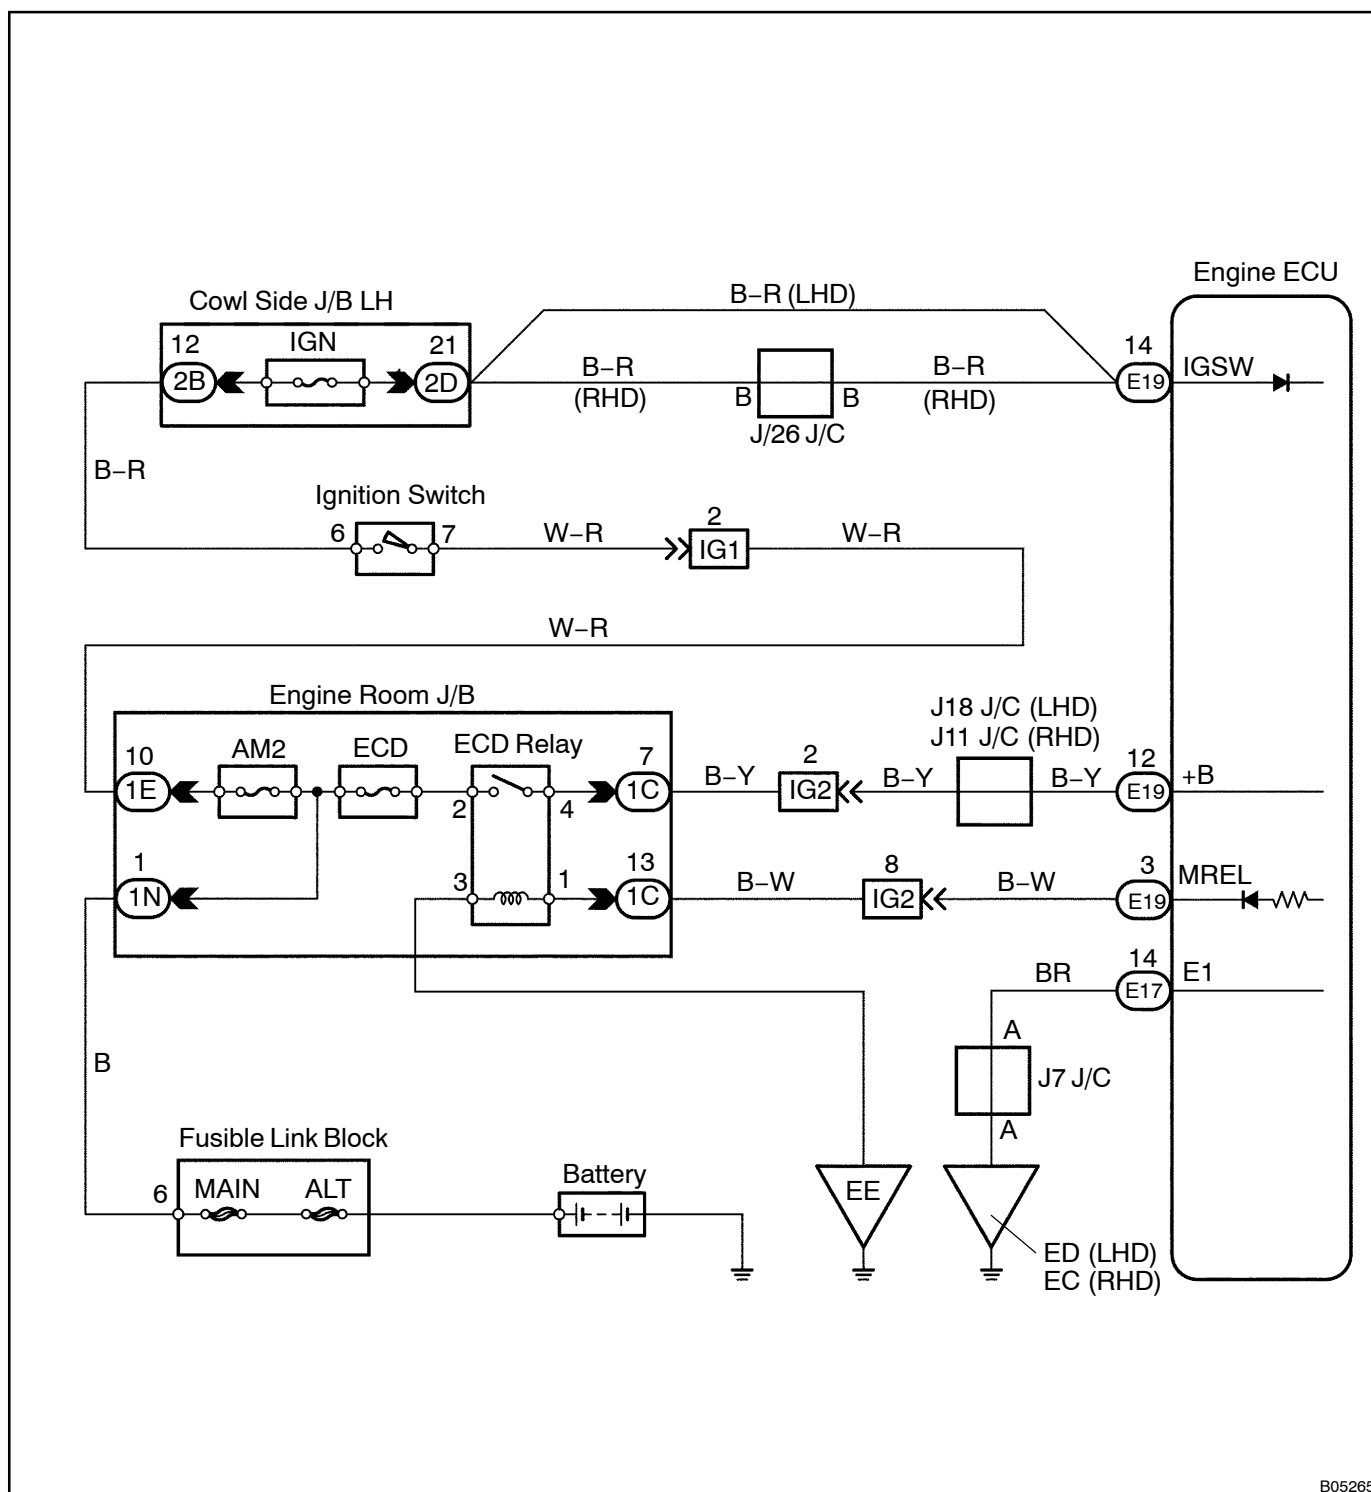 Engine ECU
B–R (LHD)
Cowl Side J/B LH
12
IGN
21
14
2B
2D
B–R
(RHD)
B
B
B–R
(RHD)
E19
IGSW
J/26 J/C
B–R
Ignition Switch
6
7
W–R
2
IG1
W–R
W–R
Engine Room J/B
J18 J/C (LHD)
J11 J/C (RHD)
10
AM2
ECD
ECD Relay
7
2
12
1E
2
4
1C
B–Y
IG2
B–Y
B–Y
E19
+B
1
3
1
13
8
3
1N
1C
B–W
IG2
B–W
E19
MREL
14
BR
E17
E1
A
B
J7 J/C
A
Fusible Link Block
6
MAIN
ALT
Battery
EE
ED (LHD)
EC (RHD)
B05265